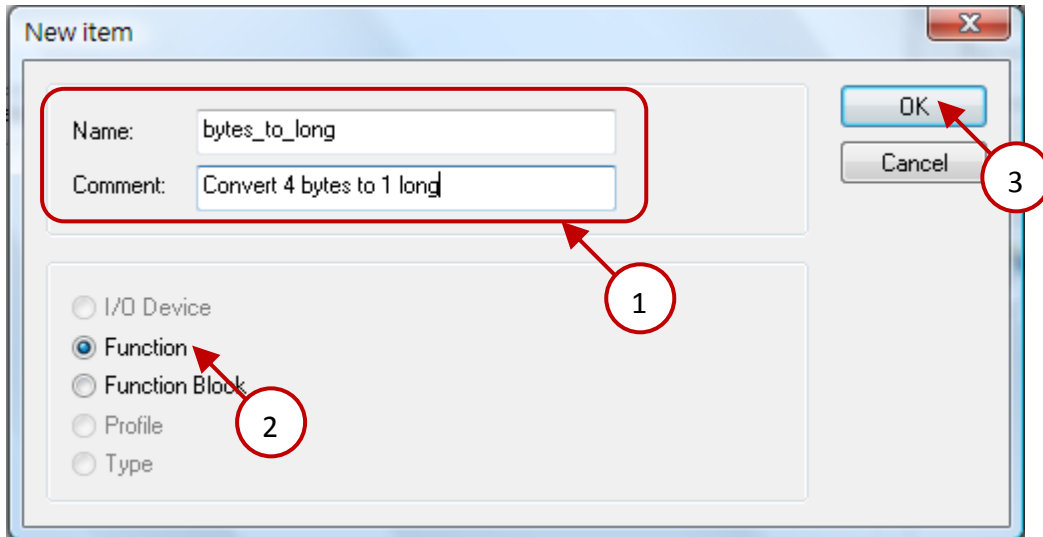 New item
Name: bytes_to_long
Comment: Convert 4 bytes to 1 long
OK
Cancel
3
1
I/O Device
Function
Function Block
Profile
2
Type